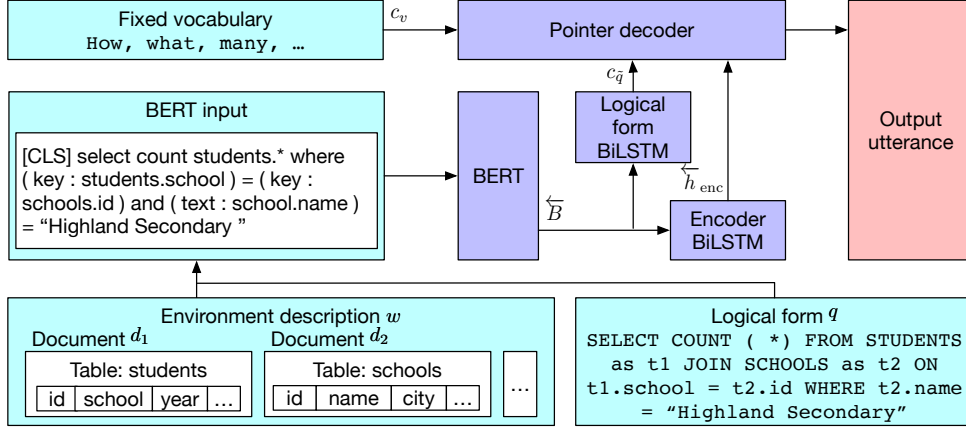 Fixed vocabulary
How, what, many, …
c_v
Pointer decoder
Output
utterance
BERT input
[CLS] select count students.* where
( key : students.school ) = ( key :
schools.id ) and ( text : school.name )
= “Highland Secondary ”
BERT
B
c_q̃
Logical
form
BiLSTM
h enc
Encoder
BiLSTM
Environment description w
Document d1
Table: students
id school year …
Document d2
Table: schools
id name city …
…
Logical form q
SELECT COUNT ( *) FROM STUDENTS
as t1 JOIN SCHOOLS as t2 ON
t1.school = t2.id WHERE t2.name
= “Highland Secondary”